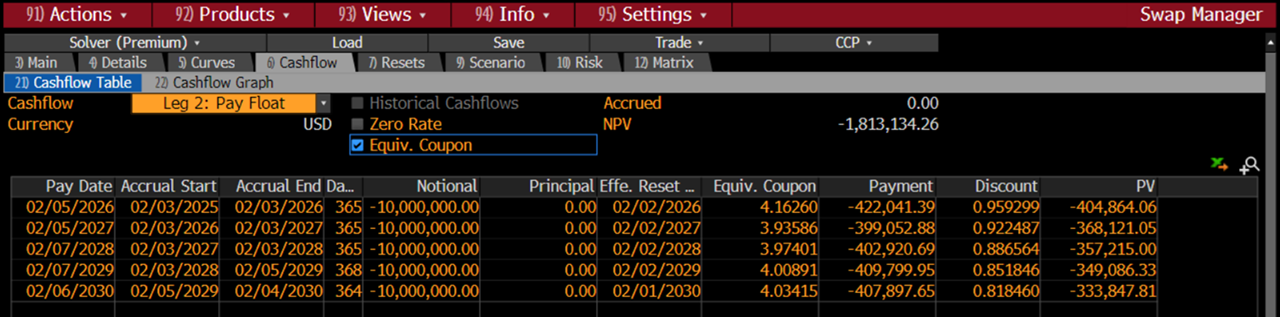 91) Actions 92) Products 93) Views 94) Info 95) Settings Swap Manager
Solver (Premium) Load Save Trade CCP
3) Main 4) Details 5) Curves 6) Cashflow 7) Resets 9) Scenario 10) Risk 12) Matrix
21) Cashflow Table 22) Cashflow Graph
Cashflow Leg 2: Pay Float Historical Cashflows Accrued 0.00
Currency USD Zero Rate NPV -1,813,134.26
Equiv. Coupon
Pay Date Accrual Start Accrual End Da... Notional Principal Effe. Reset ... Equiv. Coupon Payment Discount PV
02/05/2026 02/03/2025 02/03/2026 365 -10,000,000.00 0.00 02/02/2026 4.16260 -422,041.39 0.959299 -404,864.06
02/05/2027 02/03/2026 02/03/2027 365 -10,000,000.00 0.00 02/02/2027 3.93586 -399,052.88 0.922487 -368,121.05
02/07/2028 02/03/2027 02/03/2028 365 -10,000,000.00 0.00 02/02/2028 3.97401 -402,920.69 0.886564 -357,215.00
02/07/2029 02/03/2028 02/05/2029 368 -10,000,000.00 0.00 02/02/2029 4.00891 -409,799.95 0.851846 -349,086.33
02/06/2030 02/05/2029 02/04/2030 364 -10,000,000.00 0.00 02/01/2030 4.03415 -407,897.65 0.818460 -333,847.81